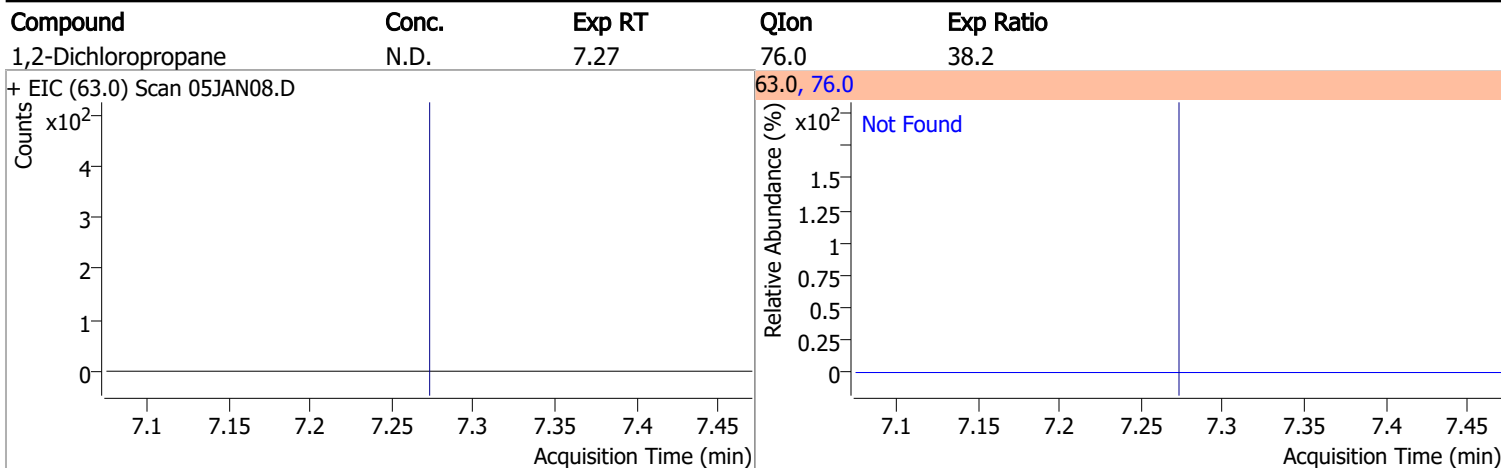 Compound Conc. Exp RT QIon Exp Ratio
1,2-Dichloropropane N.D. 7.27 76.0 38.2
+ EIC (63.0) Scan 05JAN08.D
Counts
x10²
4
3
2
1
0
7.1 7.15 7.2 7.25 7.3 7.35 7.4 7.45
Acquisition Time (min)
63.0, 76.0
Relative Abundance (%)
x10²
Not Found
1.5
1.25
1
0.75
0.5
0.25
0
7.1 7.15 7.2 7.25 7.3 7.35 7.4 7.45
Acquisition Time (min)